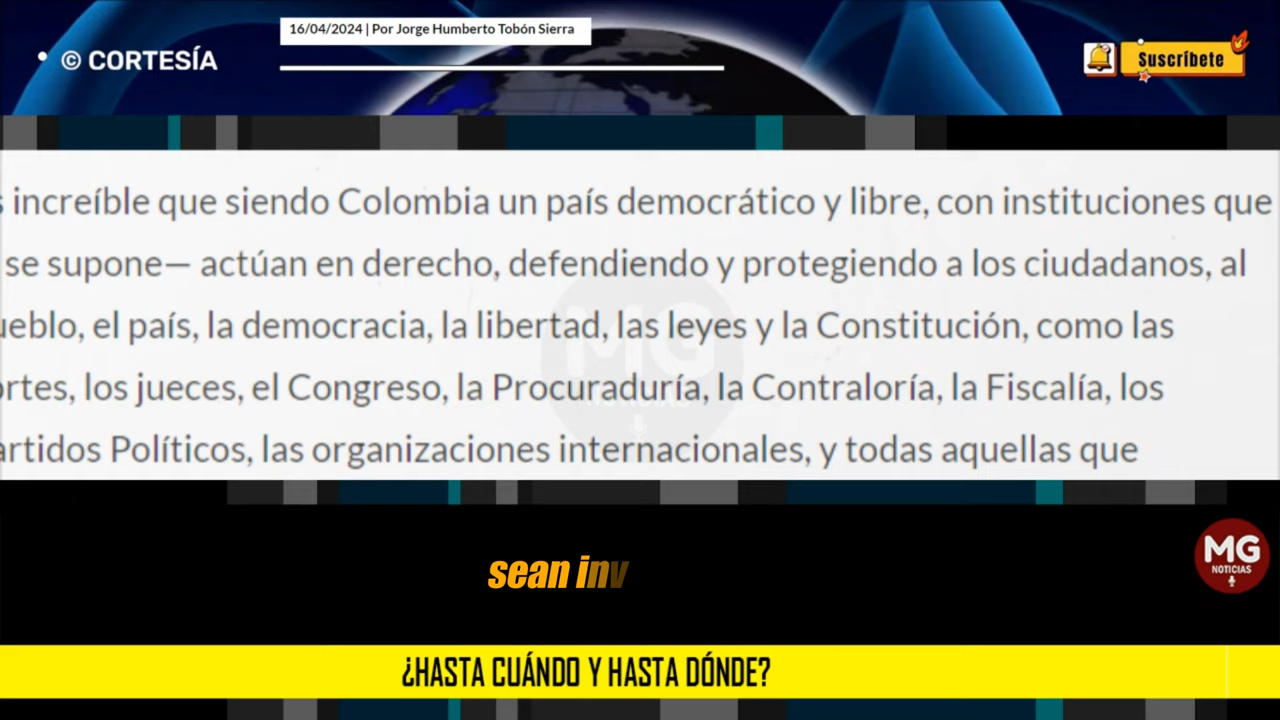 16/04/2024 | Por Jorge Humberto Tobón Sierra
© CORTESÍA
Suscríbete
increíble que siendo Colombia un país democrático y libre, con instituciones que
se supone— actúan en derecho, defendiendo y protegiendo a los ciudadanos, al
ueblo, el país, la democracia, la libertad, las leyes y la Constitución, como las
ortes, los jueces, el Congreso, la Procuraduría, la Contraloría, la Fiscalía, los
artidos Políticos, las organizaciones internacionales, y todas aquellas que
sean inv
MG
NOTICIAS
¿HASTA CUÁNDO Y HASTA DÓNDE?